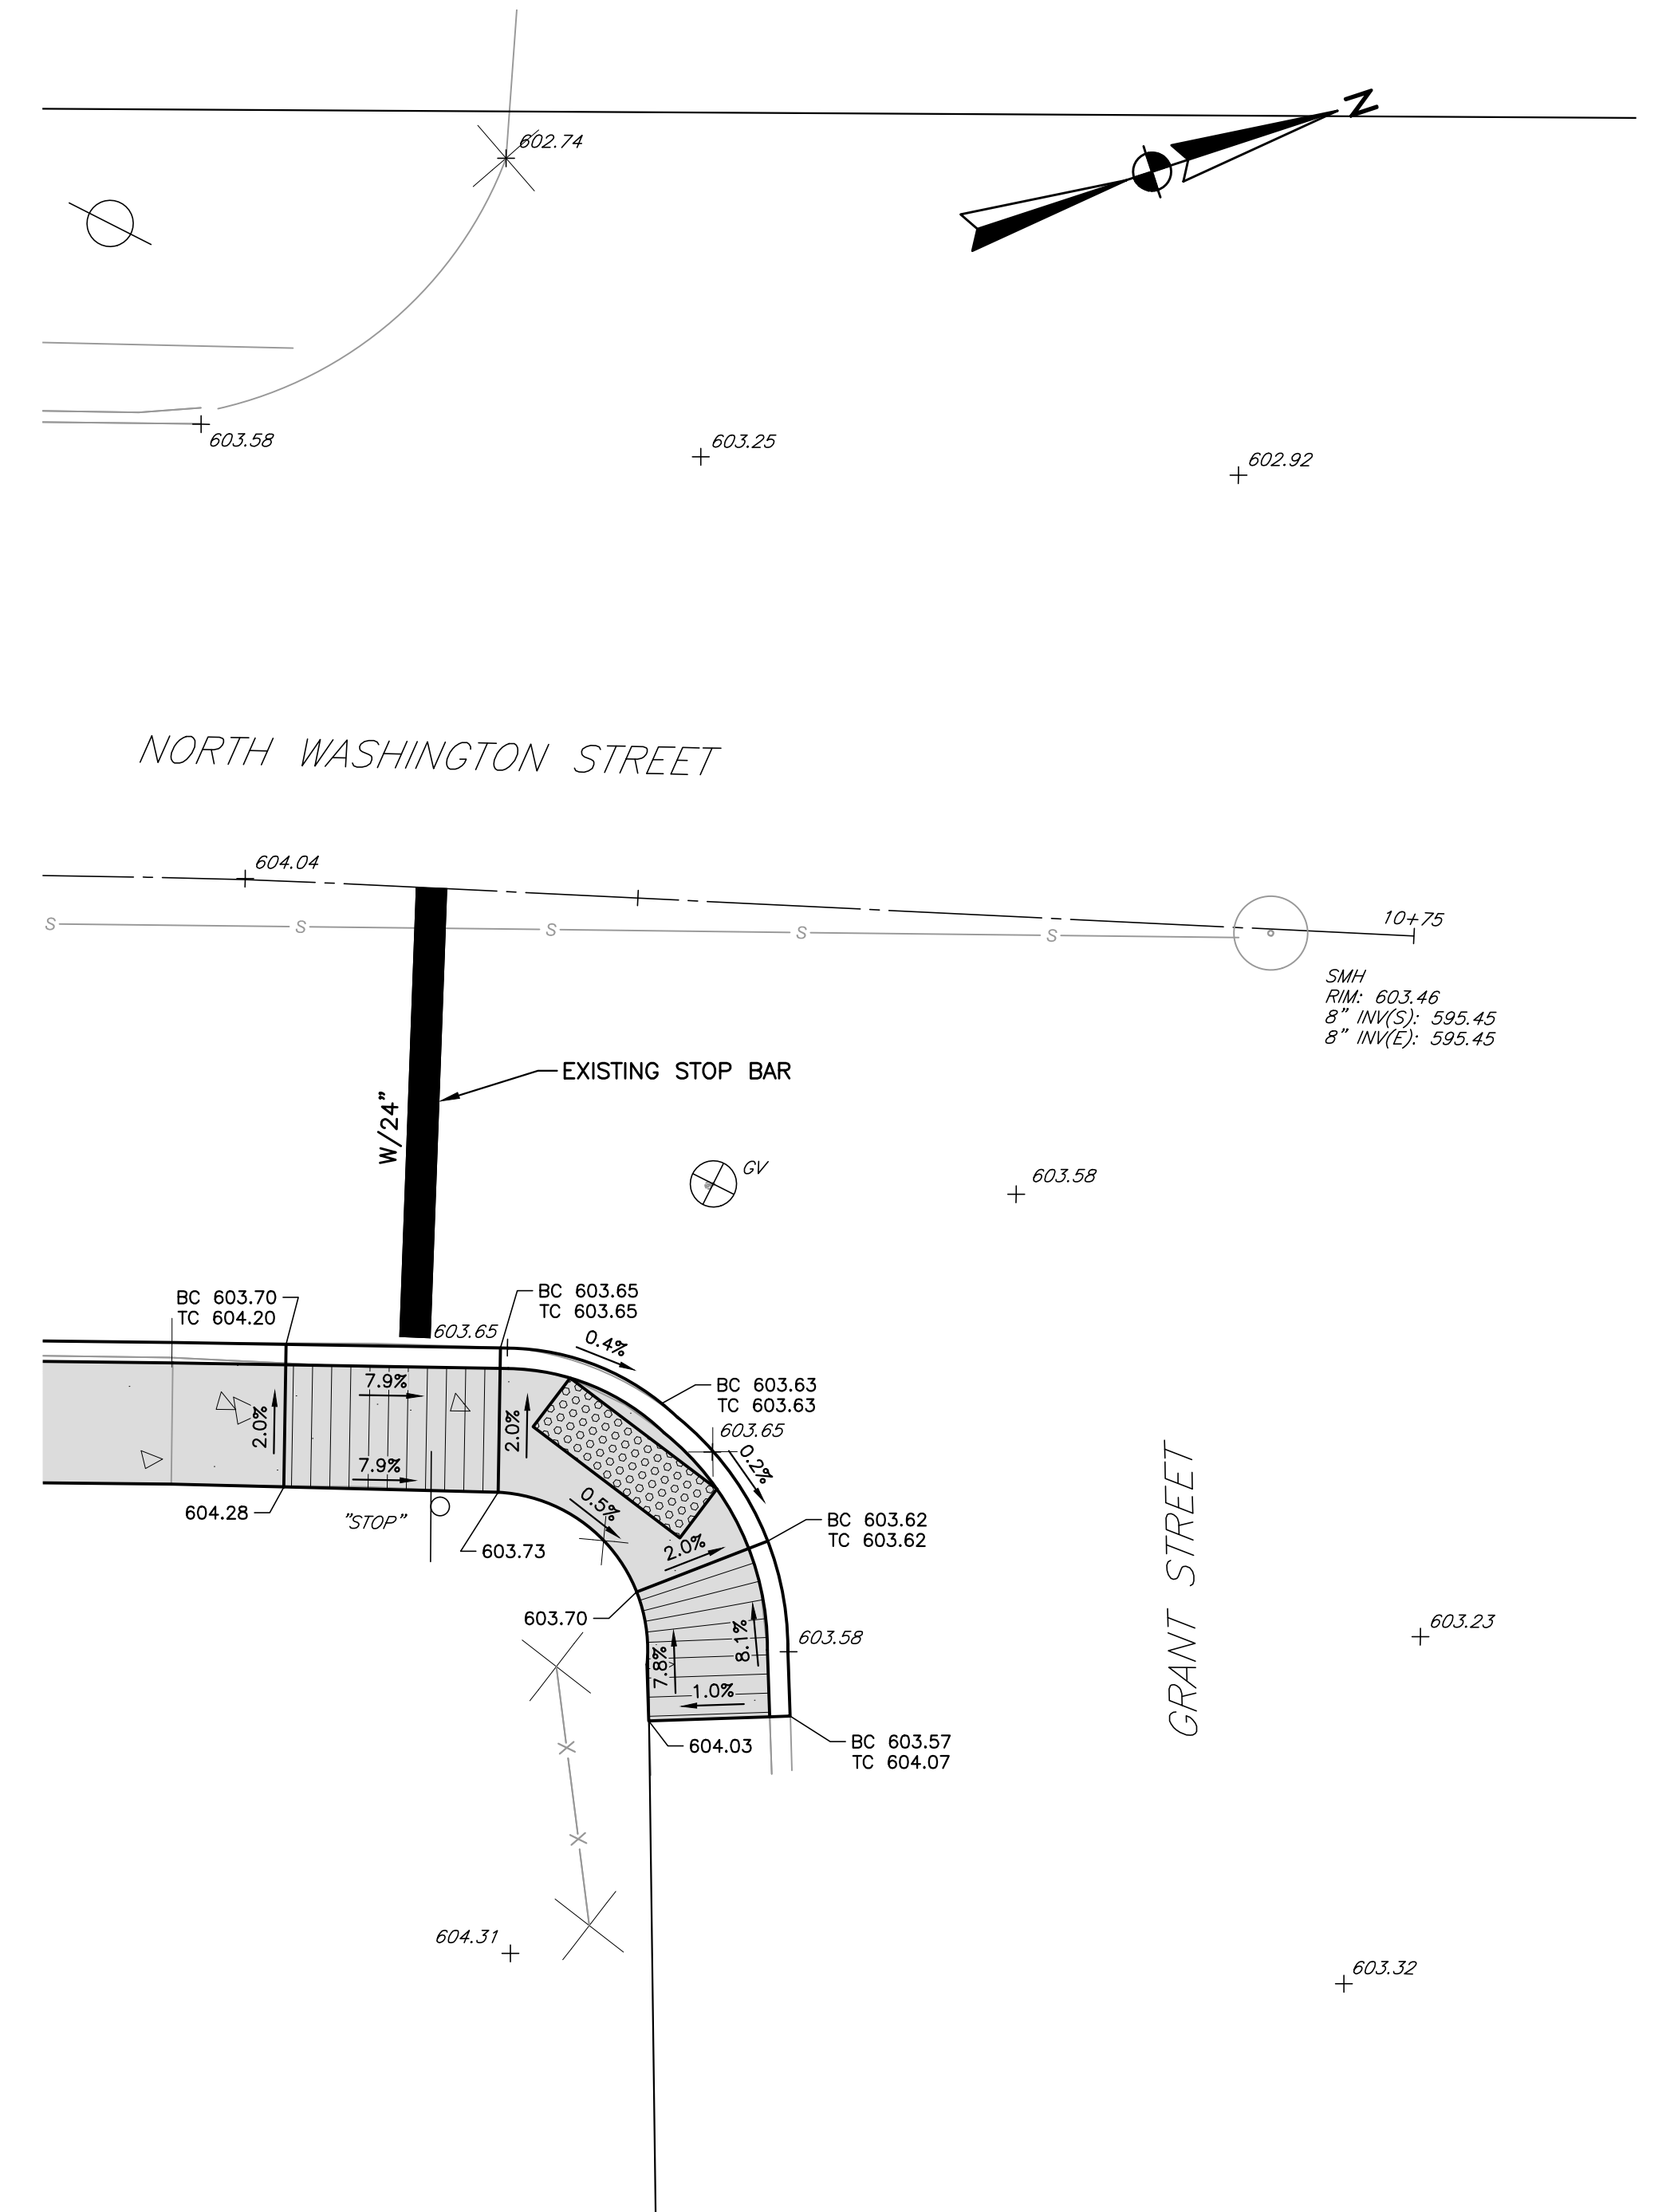 N
602.74
603.58
603.25
602.92
NORTH WASHINGTON STREET
604.04
S
S
S
S
S
10+75
SMH
RIM: 603.46
8" INV(S): 595.45
8" INV(E): 595.45
EXISTING STOP BAR
W/24"
GV
603.58
BC 603.70
TC 604.20
BC 603.65
TC 603.65
603.65
0.4%
7.9%
2.0%
2.0%
BC 603.63
TC 603.63
603.65
0.2%
7.9%
0.5%
604.28
"STOP"
603.73
2.0%
BC 603.62
TC 603.62
603.70
7.8%
8.1%
603.58
1.0%
604.03
BC 603.57
TC 604.07
GRANT STREET
603.23
X
X
604.31
603.32